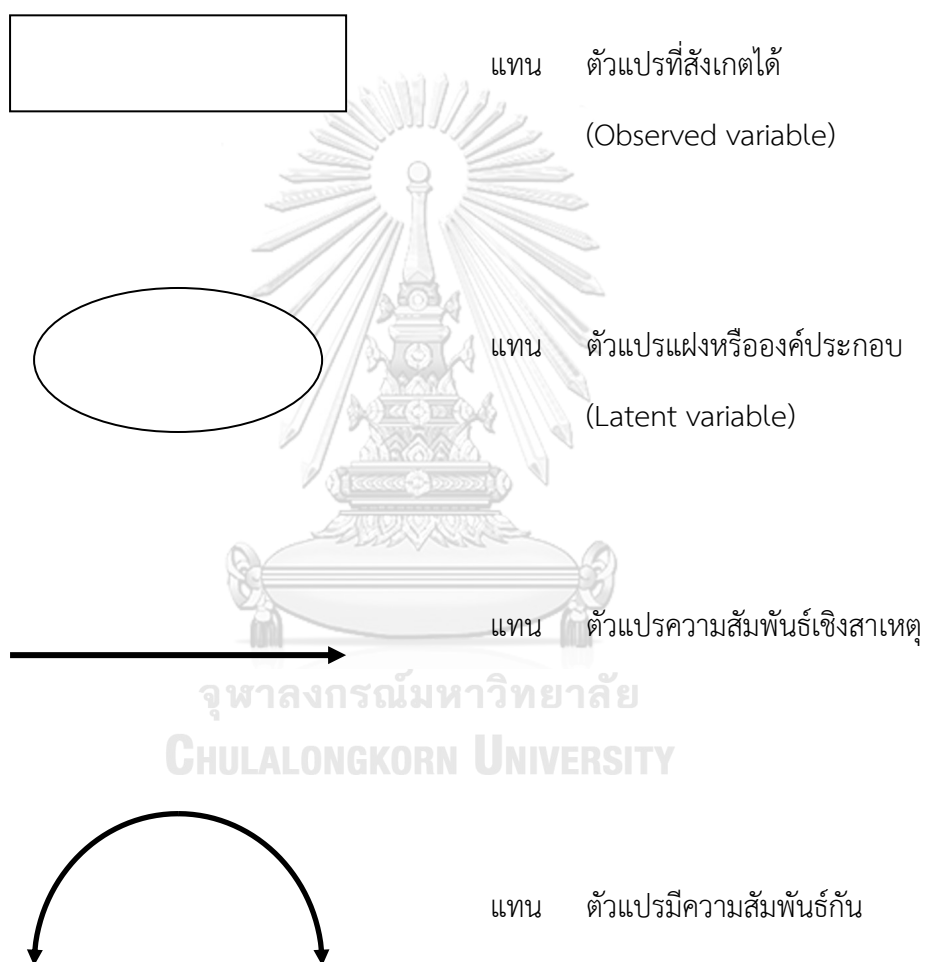 แทน ตัวแปรที่สังเกตได้
(Observed variable)
แทน ตัวแปรแฝงหรือองค์ประกอบ
(Latent variable)
แทน ตัวแปรความสัมพันธ์เชิงสาเหตุ
จุฬาลงกรณ์มหาวิทยาลัย
CHULALONGKORN UNIVERSITY
แทน ตัวแปรมีความสัมพันธ์กัน